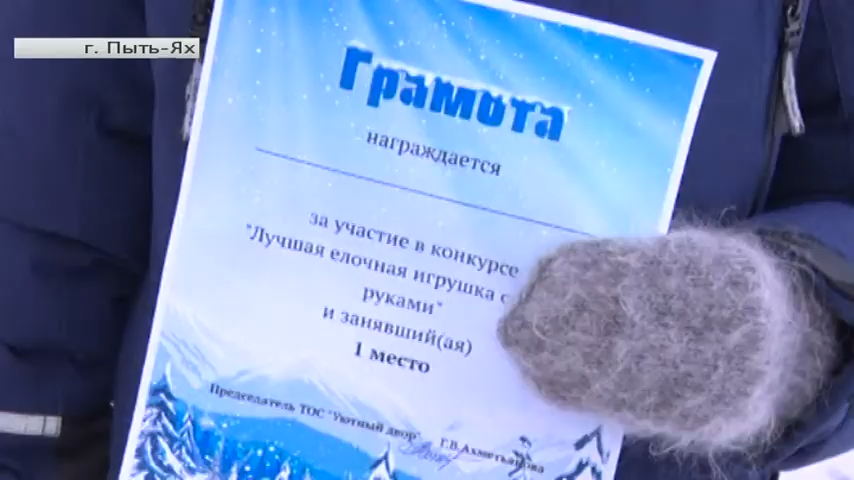 г. Пыть-Ях
Грамота
награждается
за участие в конкурсе
"Лучшая елочная игрушка с
руками"
и занявший(ая)
1 место
Председатель ТОС "Уютный двор" Г.В.Ахметьянова